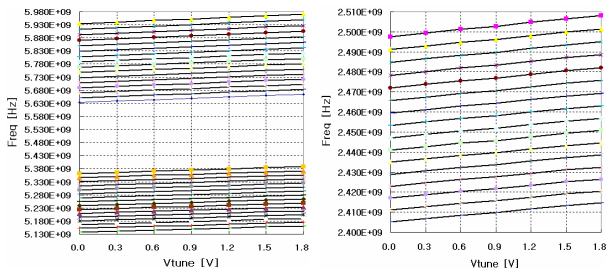 5.980E+09
5.930E+09
5.880E+09
5.830E+09
5.780E+09
5.730E+09
5.680E+09
5.630E+09
5.580E+09
5.530E+09
5.480E+09
5.430E+09
5.380E+09
5.330E+09
5.280E+09
5.230E+09
5.180E+09
5.130E+09
Freq [Hz]
0.0 0.3 0.6 0.9 1.2 1.5 1.8
Vtune [V]
2.510E+09
2.500E+09
2.490E+09
2.480E+09
2.470E+09
2.460E+09
2.450E+09
2.440E+09
2.430E+09
2.420E+09
2.410E+09
2.400E+09
Freq [Hz]
0.0 0.3 0.6 0.9 1.2 1.5 1.8
Vtune [V]